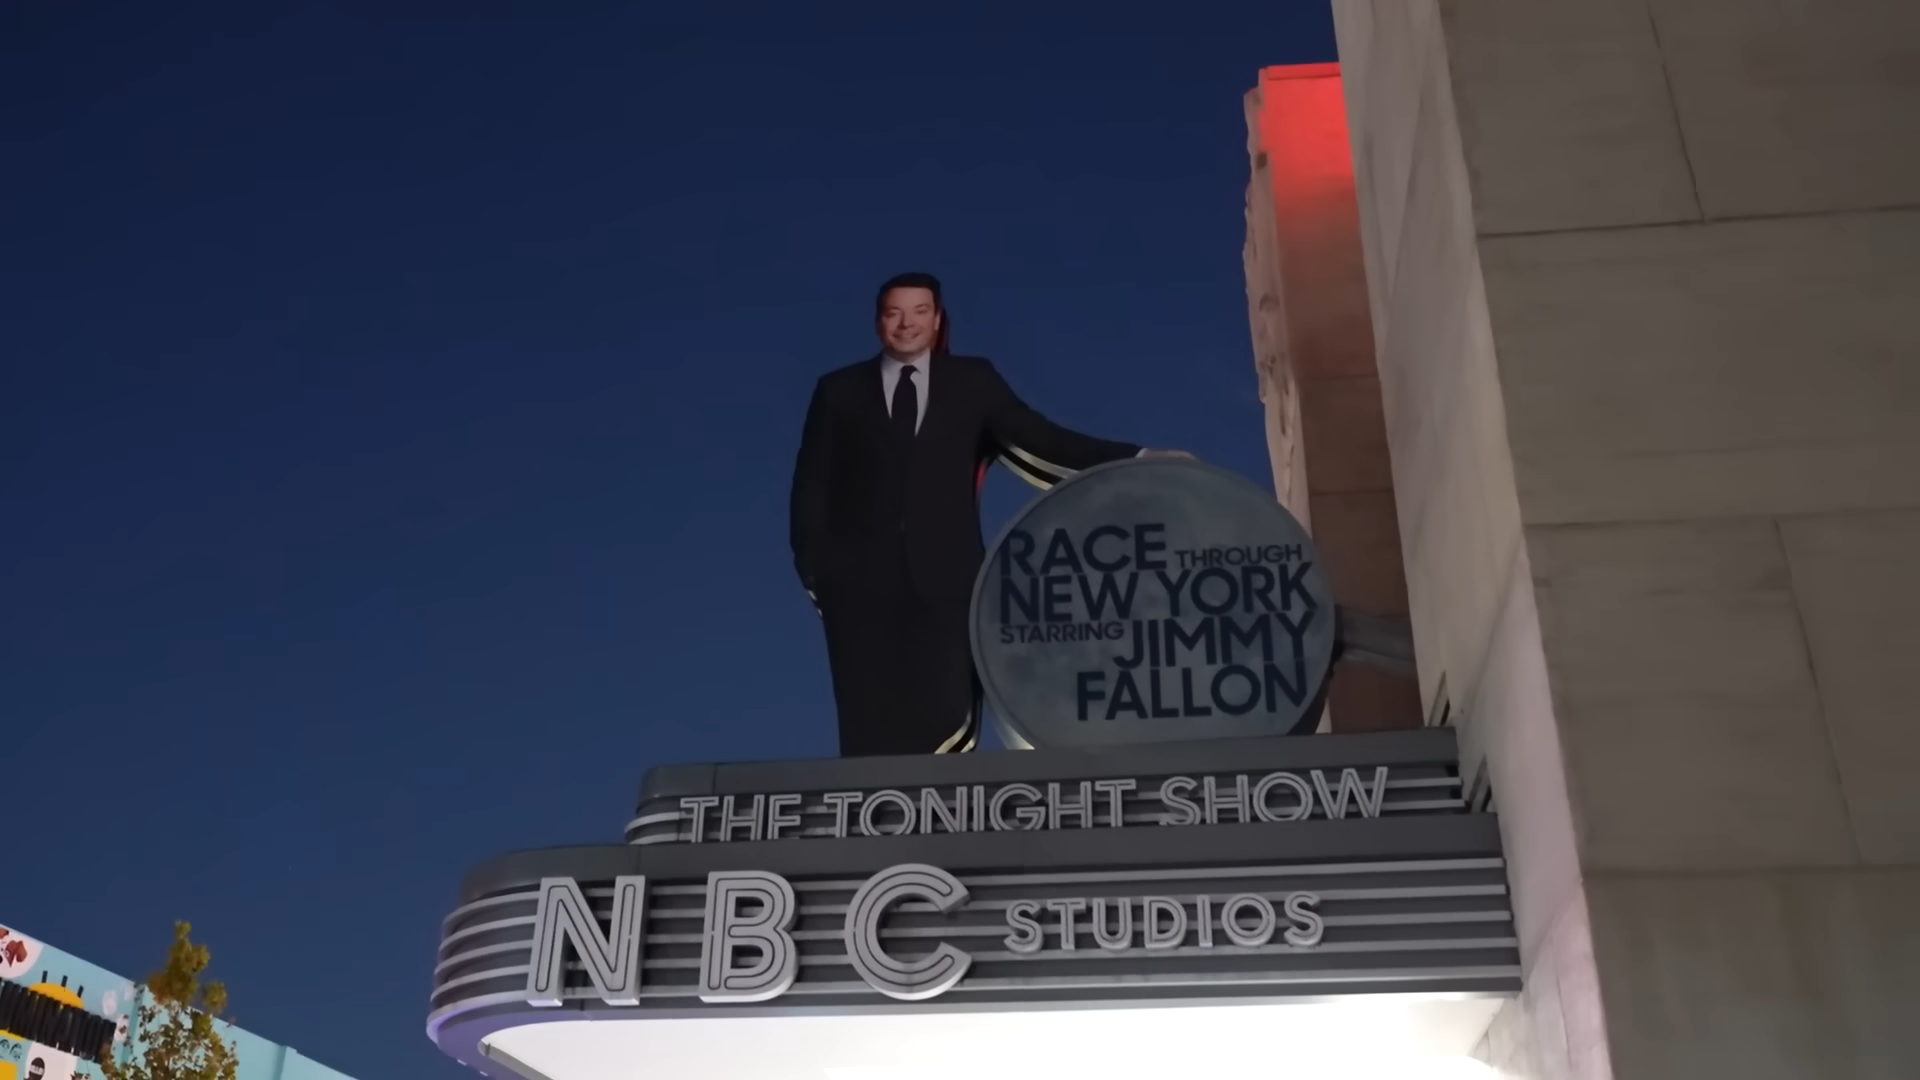 RACE THROUGH
NEW YORK
STARRING JIMMY
FALLON
THE TONIGHT SHOW
NBC STUDIOS